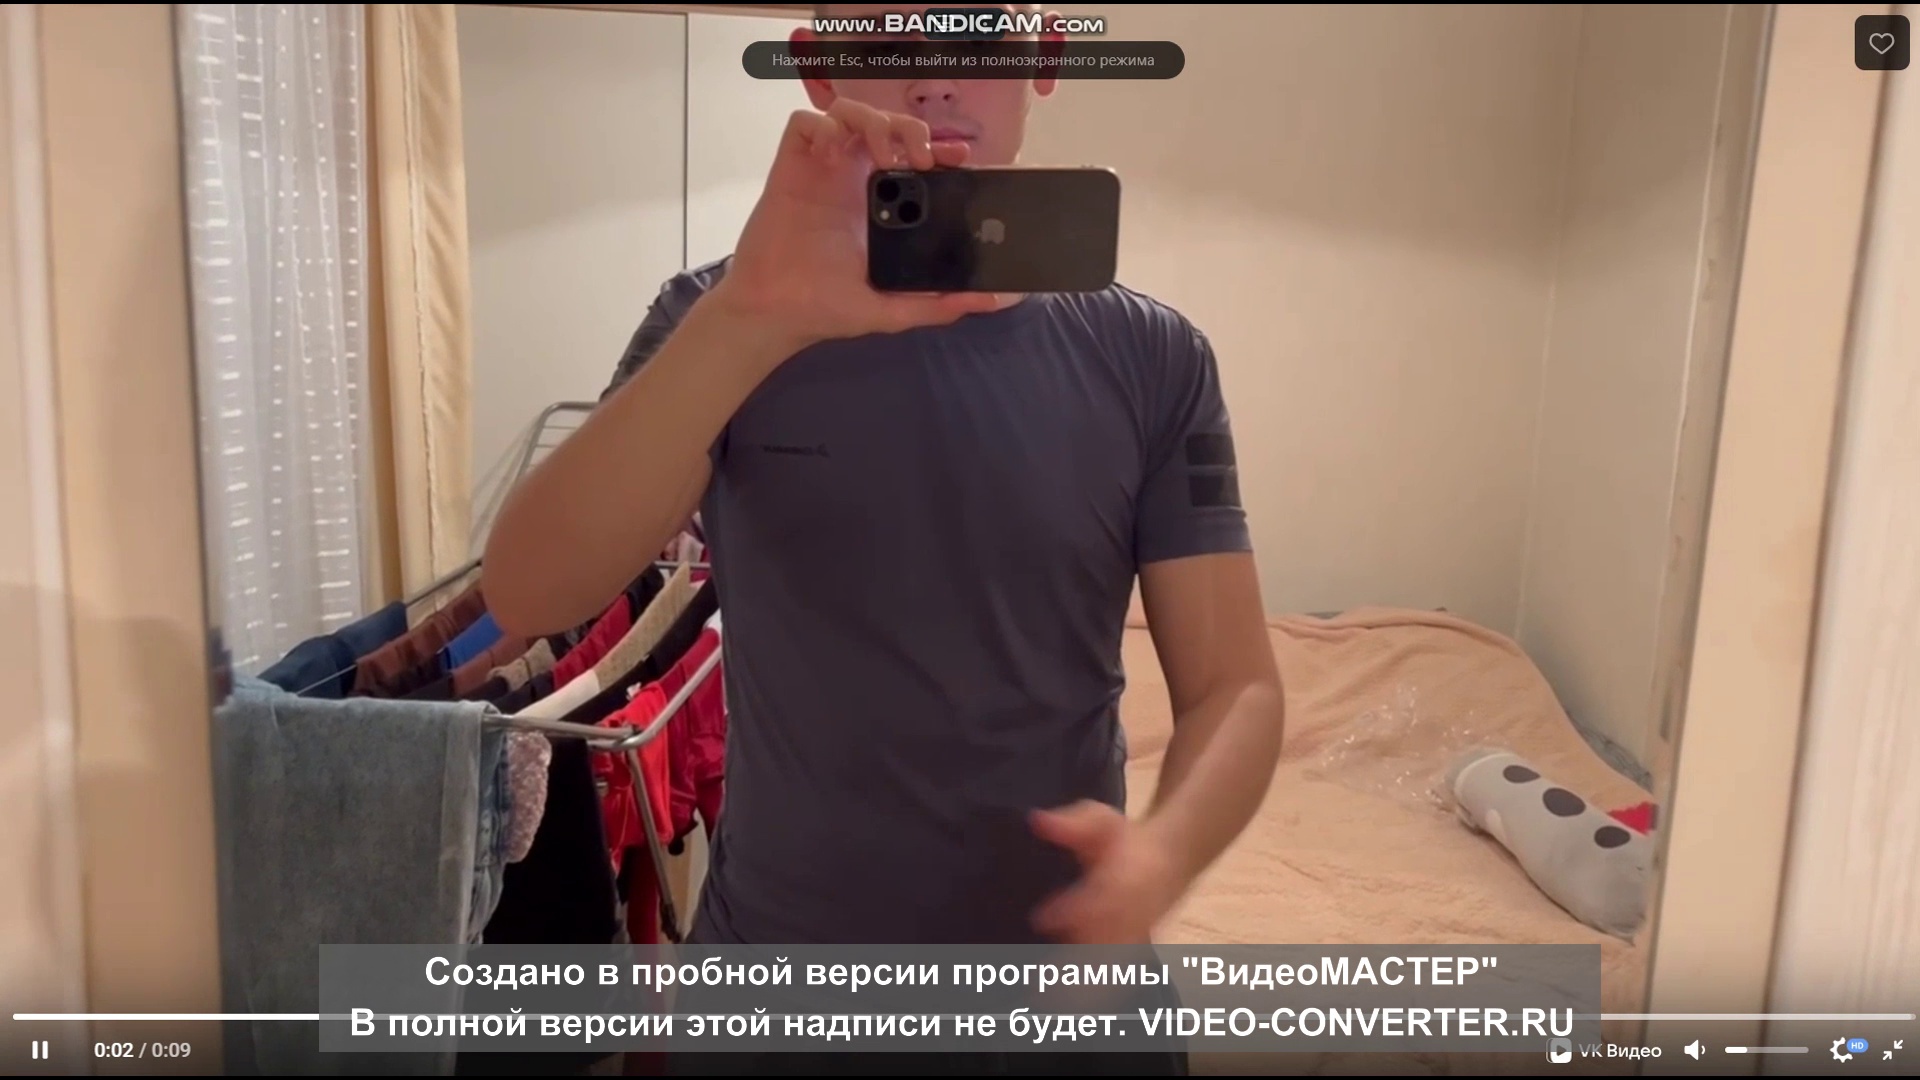 www.BANDICAM.com
Нажмите Esc, чтобы выйти из полноэкранного режима
Создано в пробной версии программы "ВидеоМАСТЕР"
В полной версии этой надписи не будет. VIDEO-CONVERTER.RU
0:02 / 0:09
VK Видео
HD